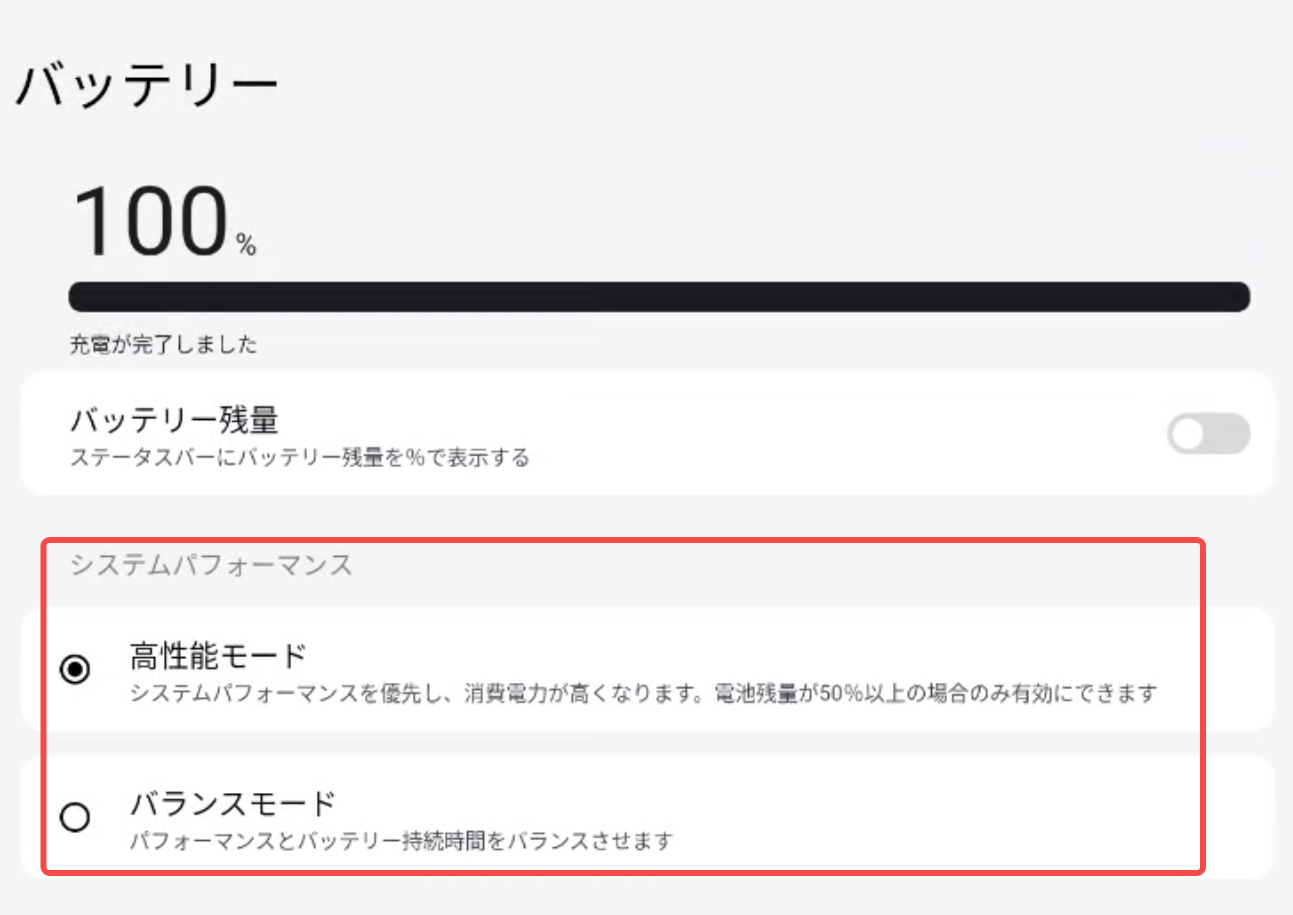 バッテリー
100%
充電が完了しました
バッテリー残量
ステータスバーにバッテリー残量を%で表示する
システムパフォーマンス
高性能モード
システムパフォーマンスを優先し、消費電力が高くなります。電池残量が50%以上の場合のみ有効にできます
バランスモード
パフォーマンスとバッテリー持続時間をバランスさせます